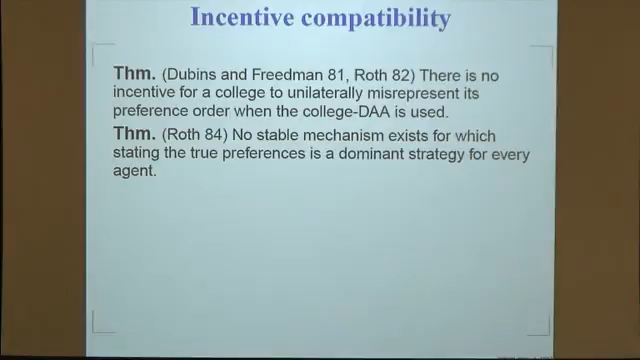 Incentive compatibility
Thm. (Dubins and Freedman 81, Roth 82) There is no
incentive for a college to unilaterally misrepresent its
preference order when the college-DAA is used.
Thm. (Roth 84) No stable mechanism exists for which
stating the true preferences is a dominant strategy for every
agent.